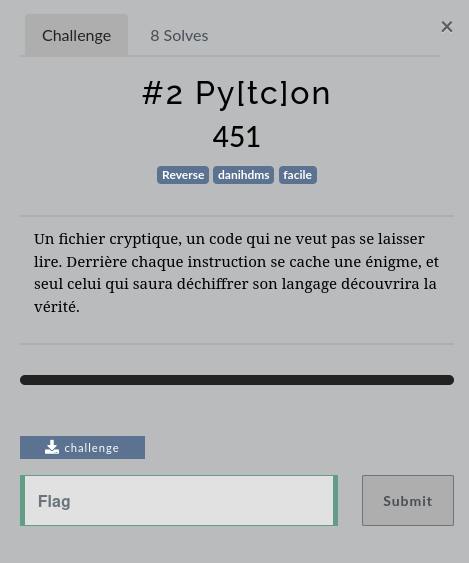 Challenge
8 Solves
×
#2 Py[tc]on
451
Reverse danihdms facile
Un fichier cryptique, un code qui ne veut pas se laisser
lire. Derrière chaque instruction se cache une énigme, et
seul celui qui saura déchiffrer son langage découvrira la
vérité.
challenge
Flag
Submit